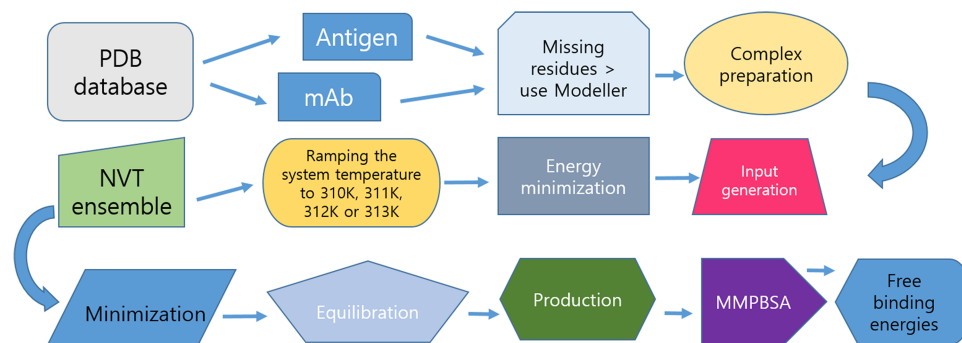 PDB
database
Antigen
mAb
Missing
residues >
use Modeller
Complex
preparation
NVT
ensemble
Ramping the
system temperature
to 310K, 311K,
312K or 313K
Energy
minimization
Input
generation
Minimization
Equilibration
Production
MMPBSA
Free
binding
energies